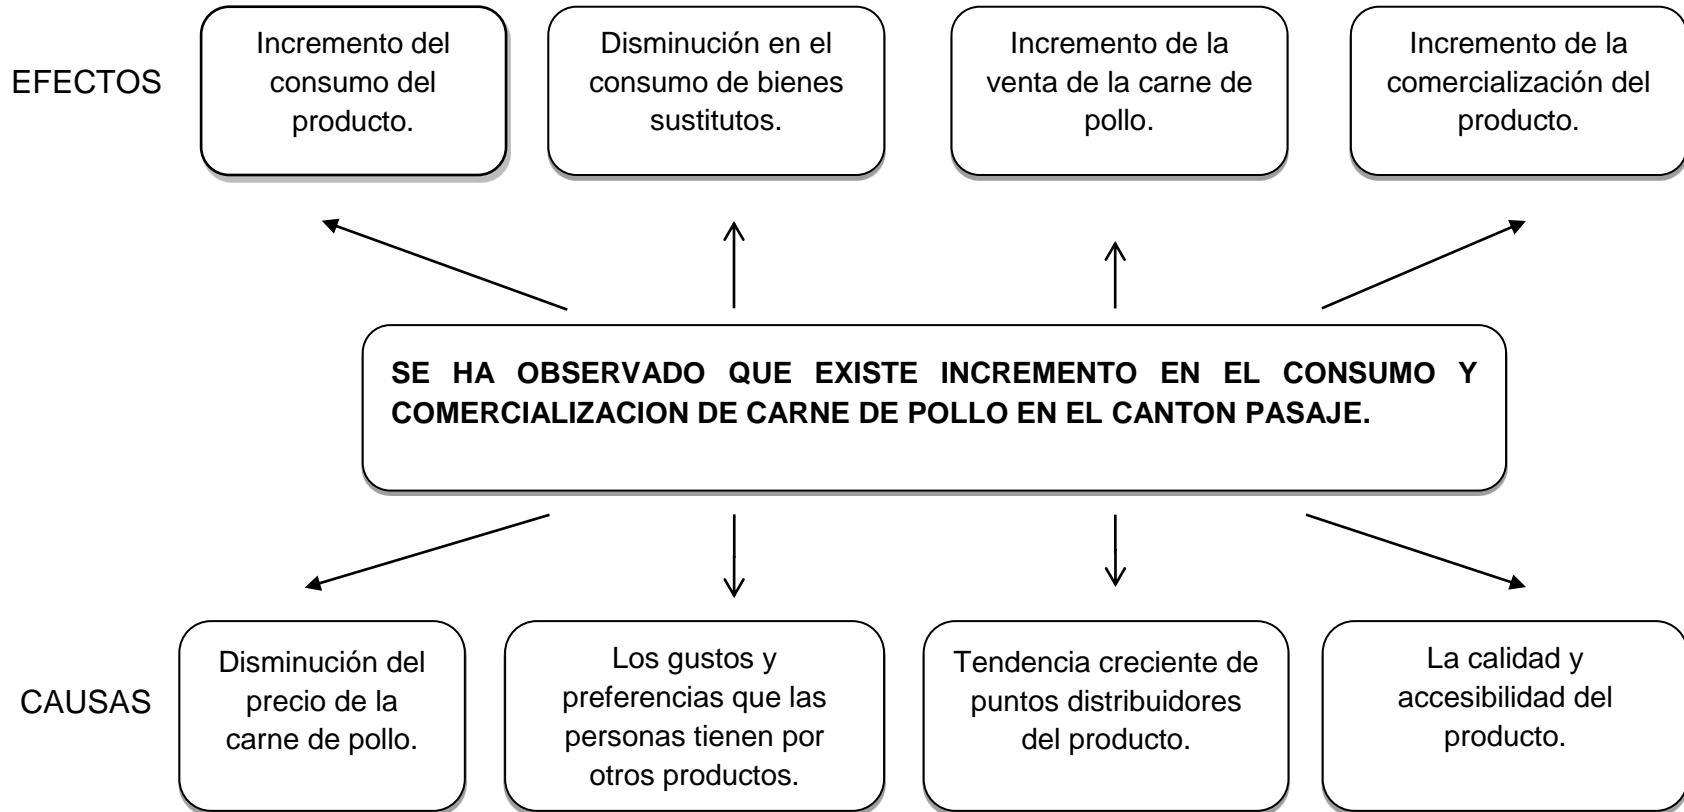 EFECTOS
Incremento del
consumo del
producto.
Disminución en el
consumo de bienes
sustitutos.
Incremento de la
venta de la carne de
pollo.
Incremento de la
comercialización del
producto.
SE HA OBSERVADO QUE EXISTE INCREMENTO EN EL CONSUMO Y
COMERCIALIZACION DE CARNE DE POLLO EN EL CANTON PASAJE.
CAUSAS
Disminución del
precio de la
carne de pollo.
Los gustos y
preferencias que las
personas tienen por
otros productos.
Tendencia creciente de
puntos distribuidores
del producto.
La calidad y
accesibilidad del
producto.